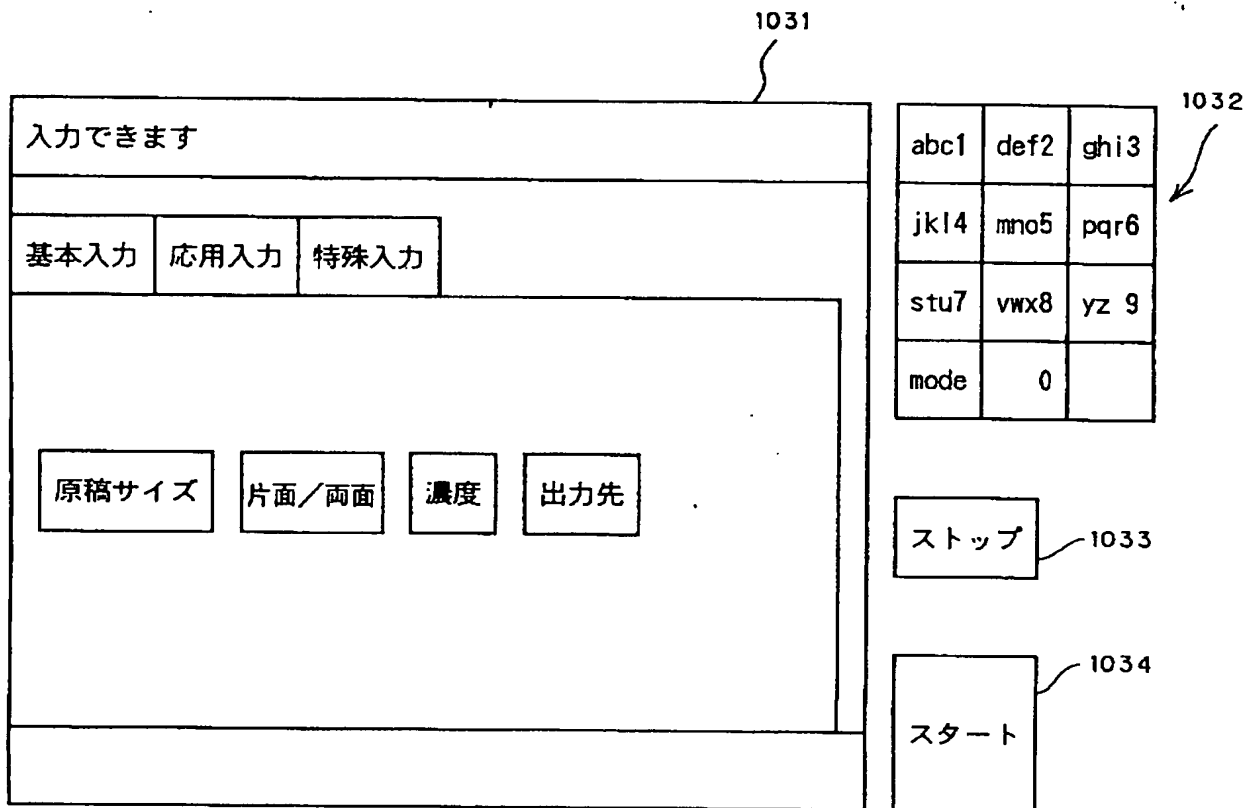 1031
入力できます
基本入力 応用入力 特殊入力
原稿サイズ 片面／両面 濃度 出力先
1032
abc1 def2 ghi3
jkl4 mno5 pqr6
stu7 vwx8 yz 9
mode 0
ストップ
1033
1034
スタート